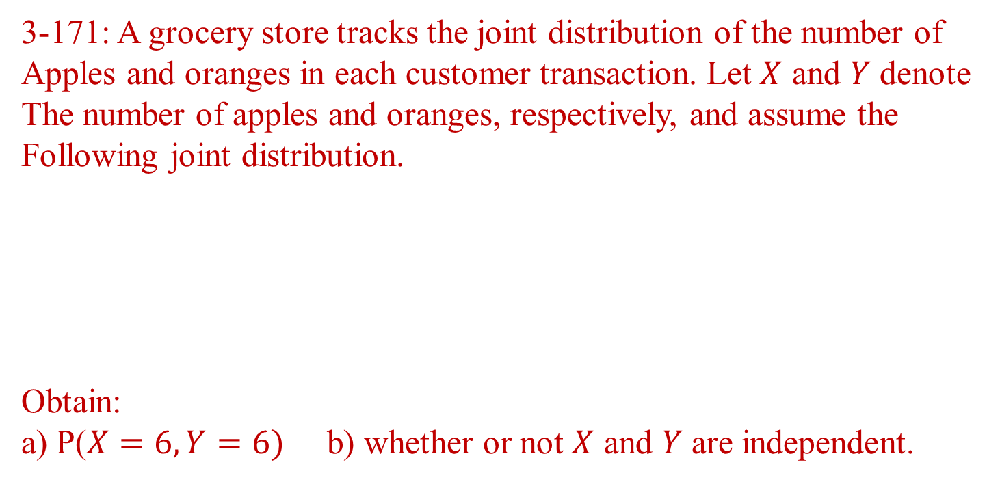 3-171: A grocery store tracks the joint distribution of the number of
Apples and oranges in each customer transaction. Let X and Y denote
The number of apples and oranges, respectively, and assume the
Following joint distribution.
Obtain:
a) P(X = 6, Y = 6) b) whether or not X and Y are independent.